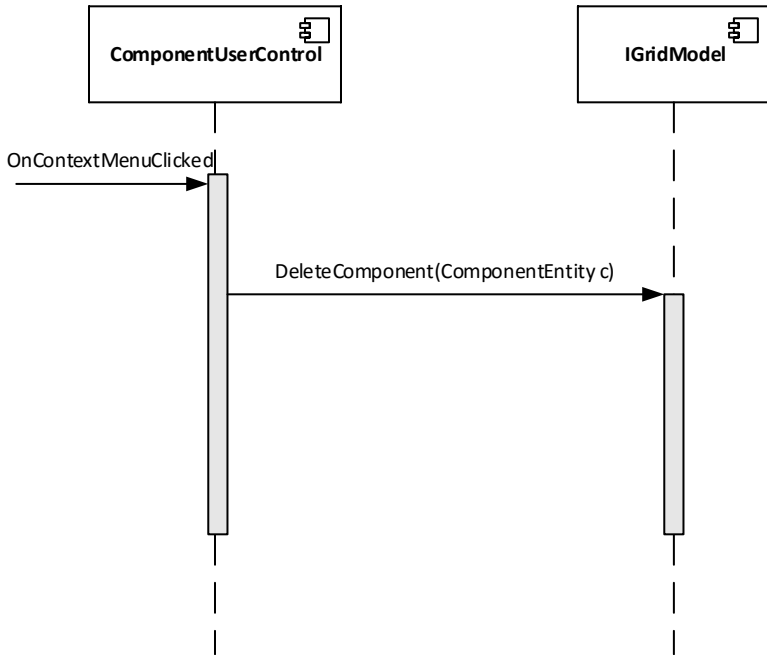 ComponentUserControl
IGridModel
OnContextMenuClicked
DeleteComponent(ComponentEntity c)